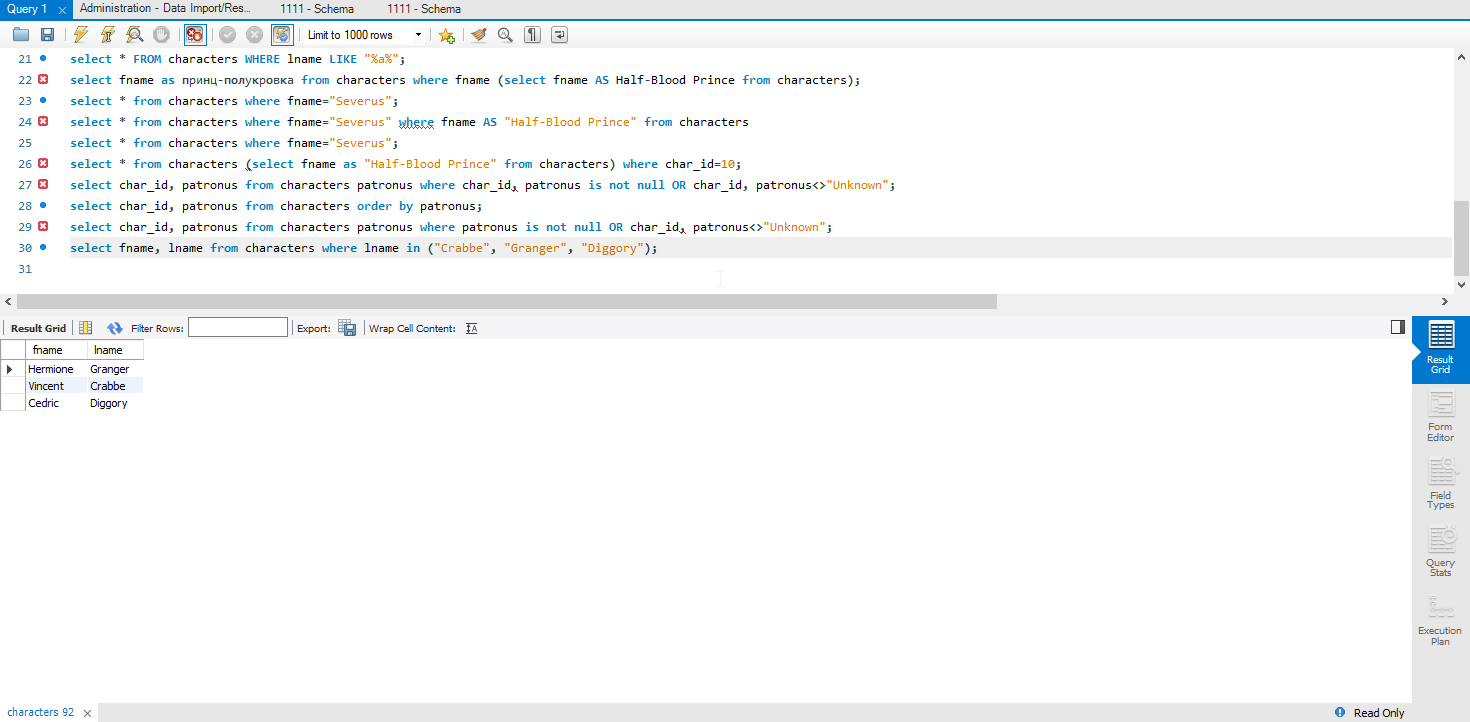 Query 1 Administration - Data Import/Res... 1111 - Schema 1111 - Schema
Limit to 1000 rows
21 select * FROM characters WHERE lname LIKE "%a%";
22 select fname as принц-полукровка from characters where fname (select fname AS Half-Blood Prince from characters);
23 select * from characters where fname="Severus";
24 select * from characters where fname="Severus" where fname AS "Half-Blood Prince" from characters
25 select * from characters where fname="Severus";
26 select * from characters (select fname as "Half-Blood Prince" from characters) where char_id=10;
27 select char_id, patronus from characters patronus where char_id, patronus is not null OR char_id, patronus<>"Unknown";
28 select char_id, patronus from characters order by patronus;
29 select char_id, patronus from characters patronus where patronus is not null OR char_id, patronus<>"Unknown";
30 select fname, lname from characters where lname in ("Crabbe", "Granger", "Diggory");
31
Result Grid Filter Rows: Export: Wrap Cell Content:
fname lname
Hermione Granger
Vincent Crabbe
Cedric Diggory
Result
Grid
Form
Editor
Field
Types
Query
Stats
Execution
Plan
characters 92 Read Only